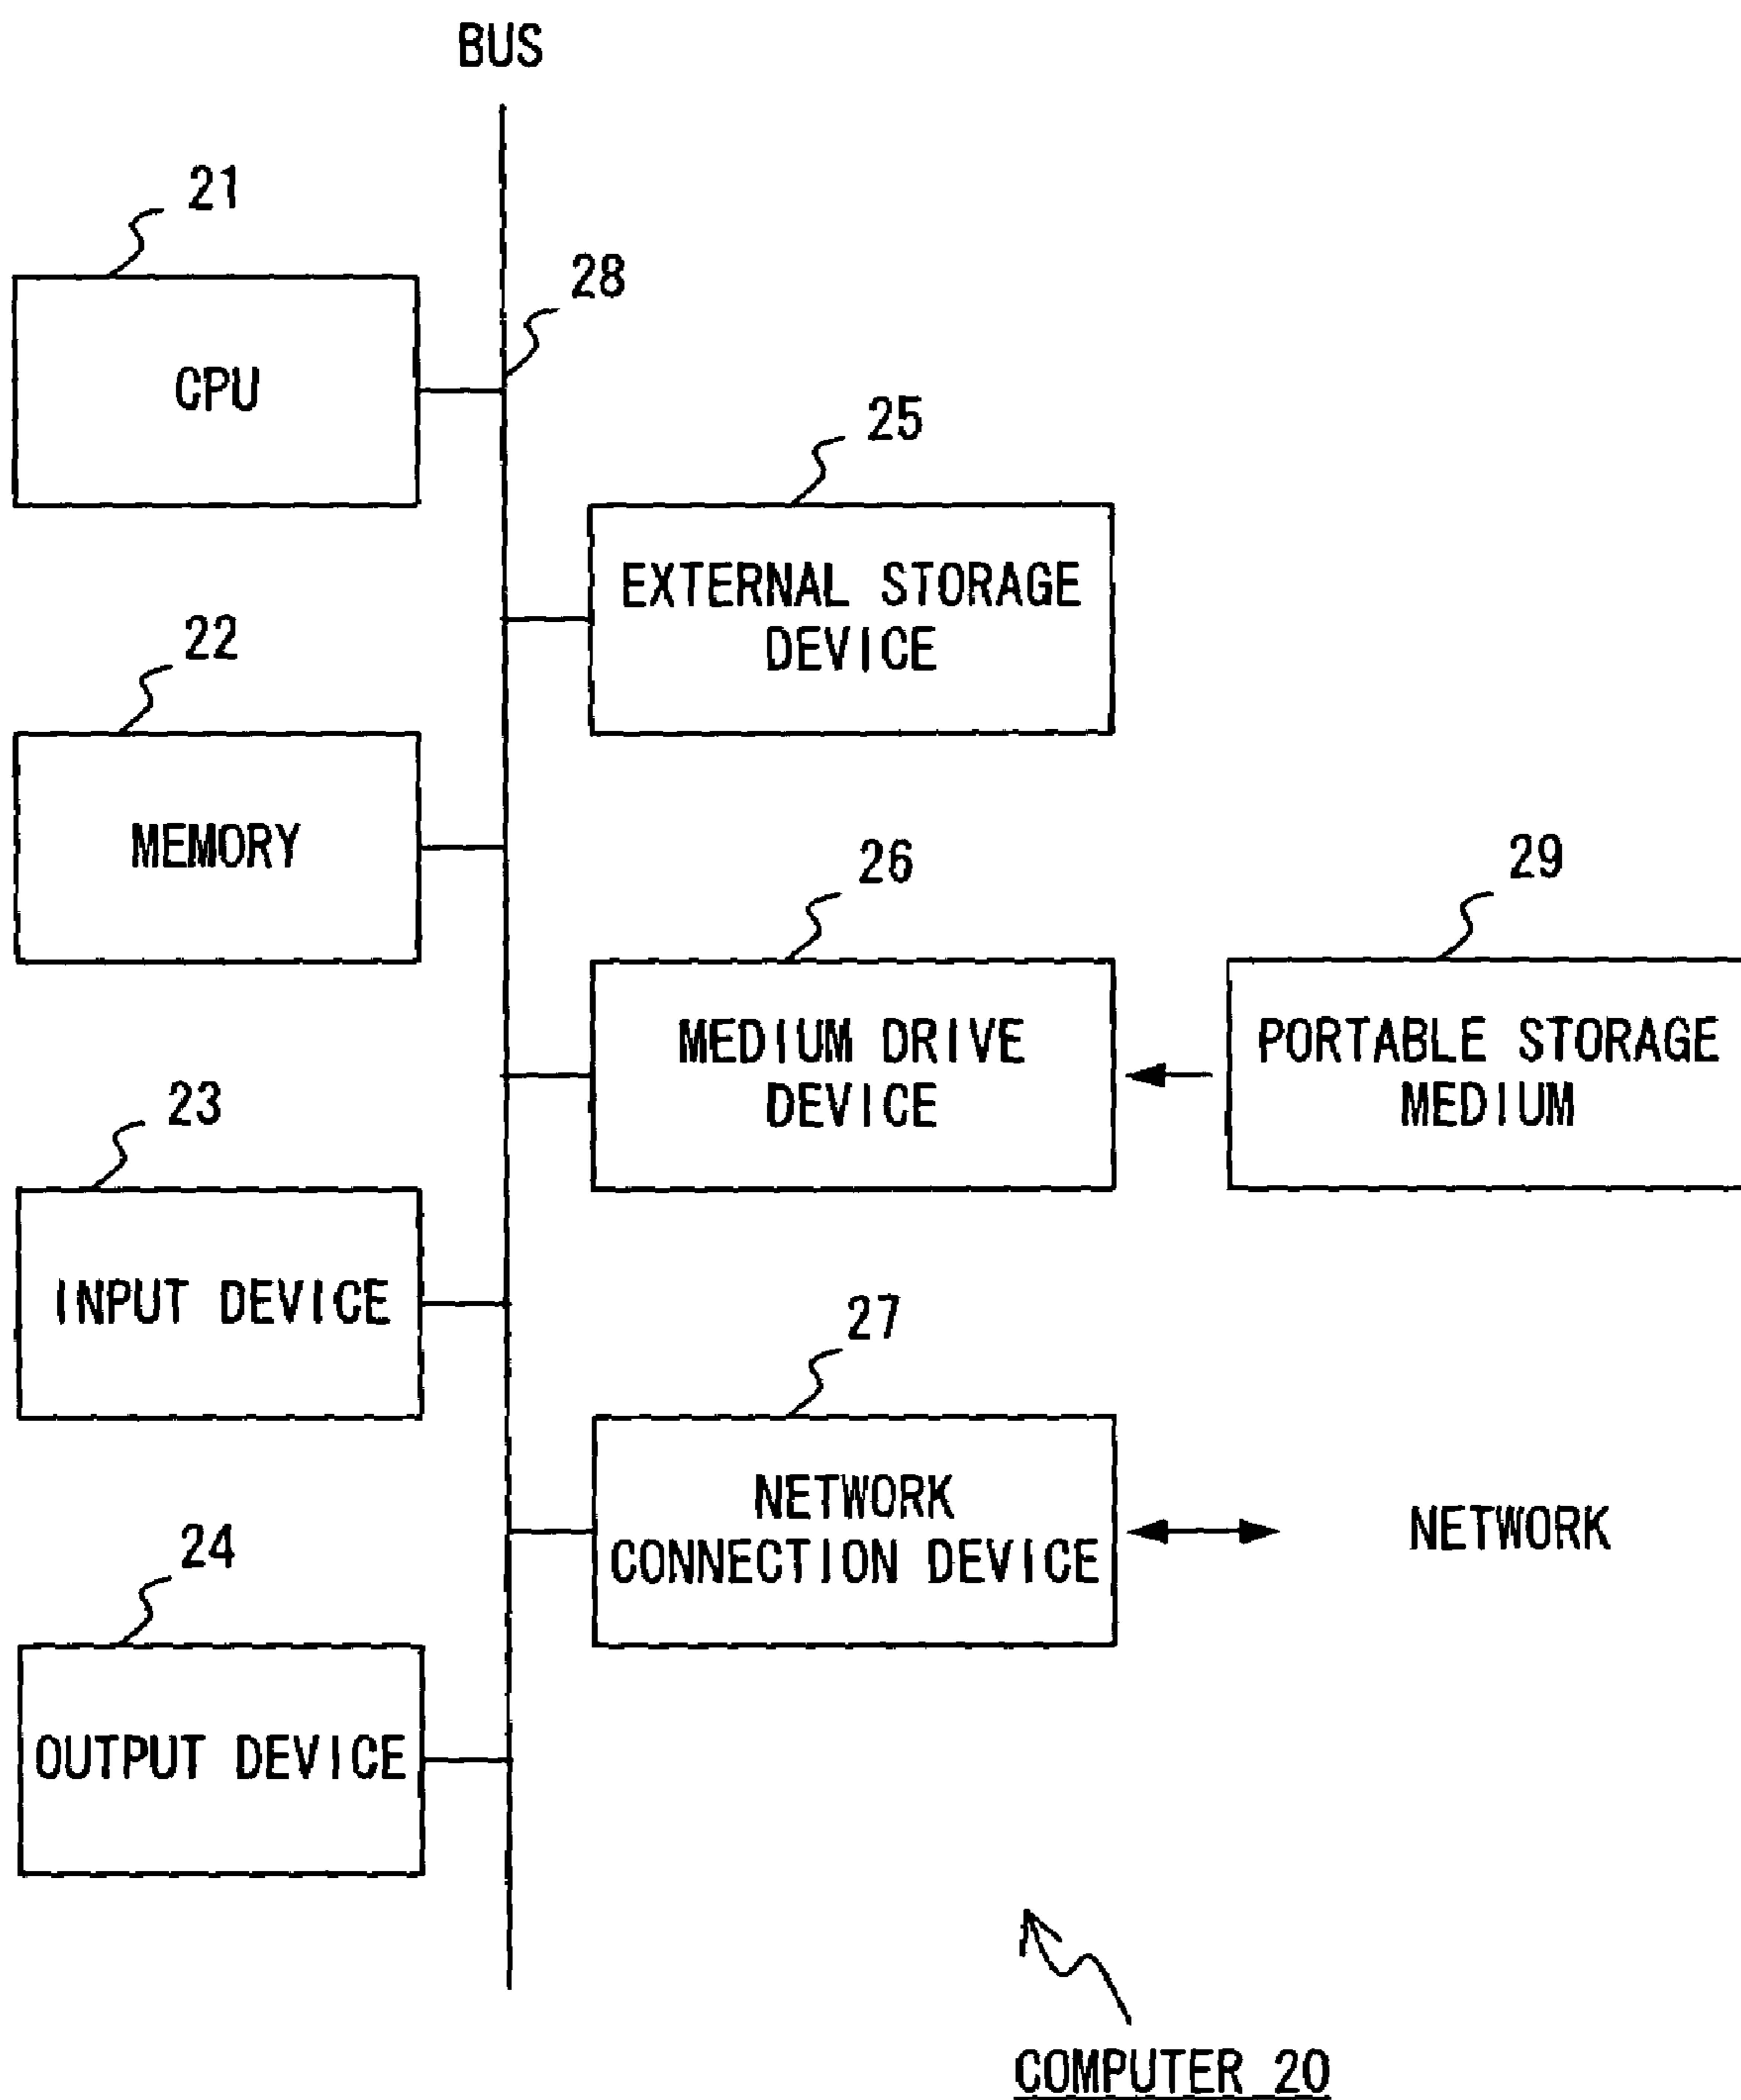 BUS
21
28
CPU
25
EXTERNAL STORAGE
DEVICE
22
MEMORY
26
29
MEDIUM DRIVE
DEVICE
PORTABLE STORAGE
MEDIUM
23
INPUT DEVICE
27
NETWORK
CONNECTION DEVICE
NETWORK
24
OUTPUT DEVICE
COMPUTER 20